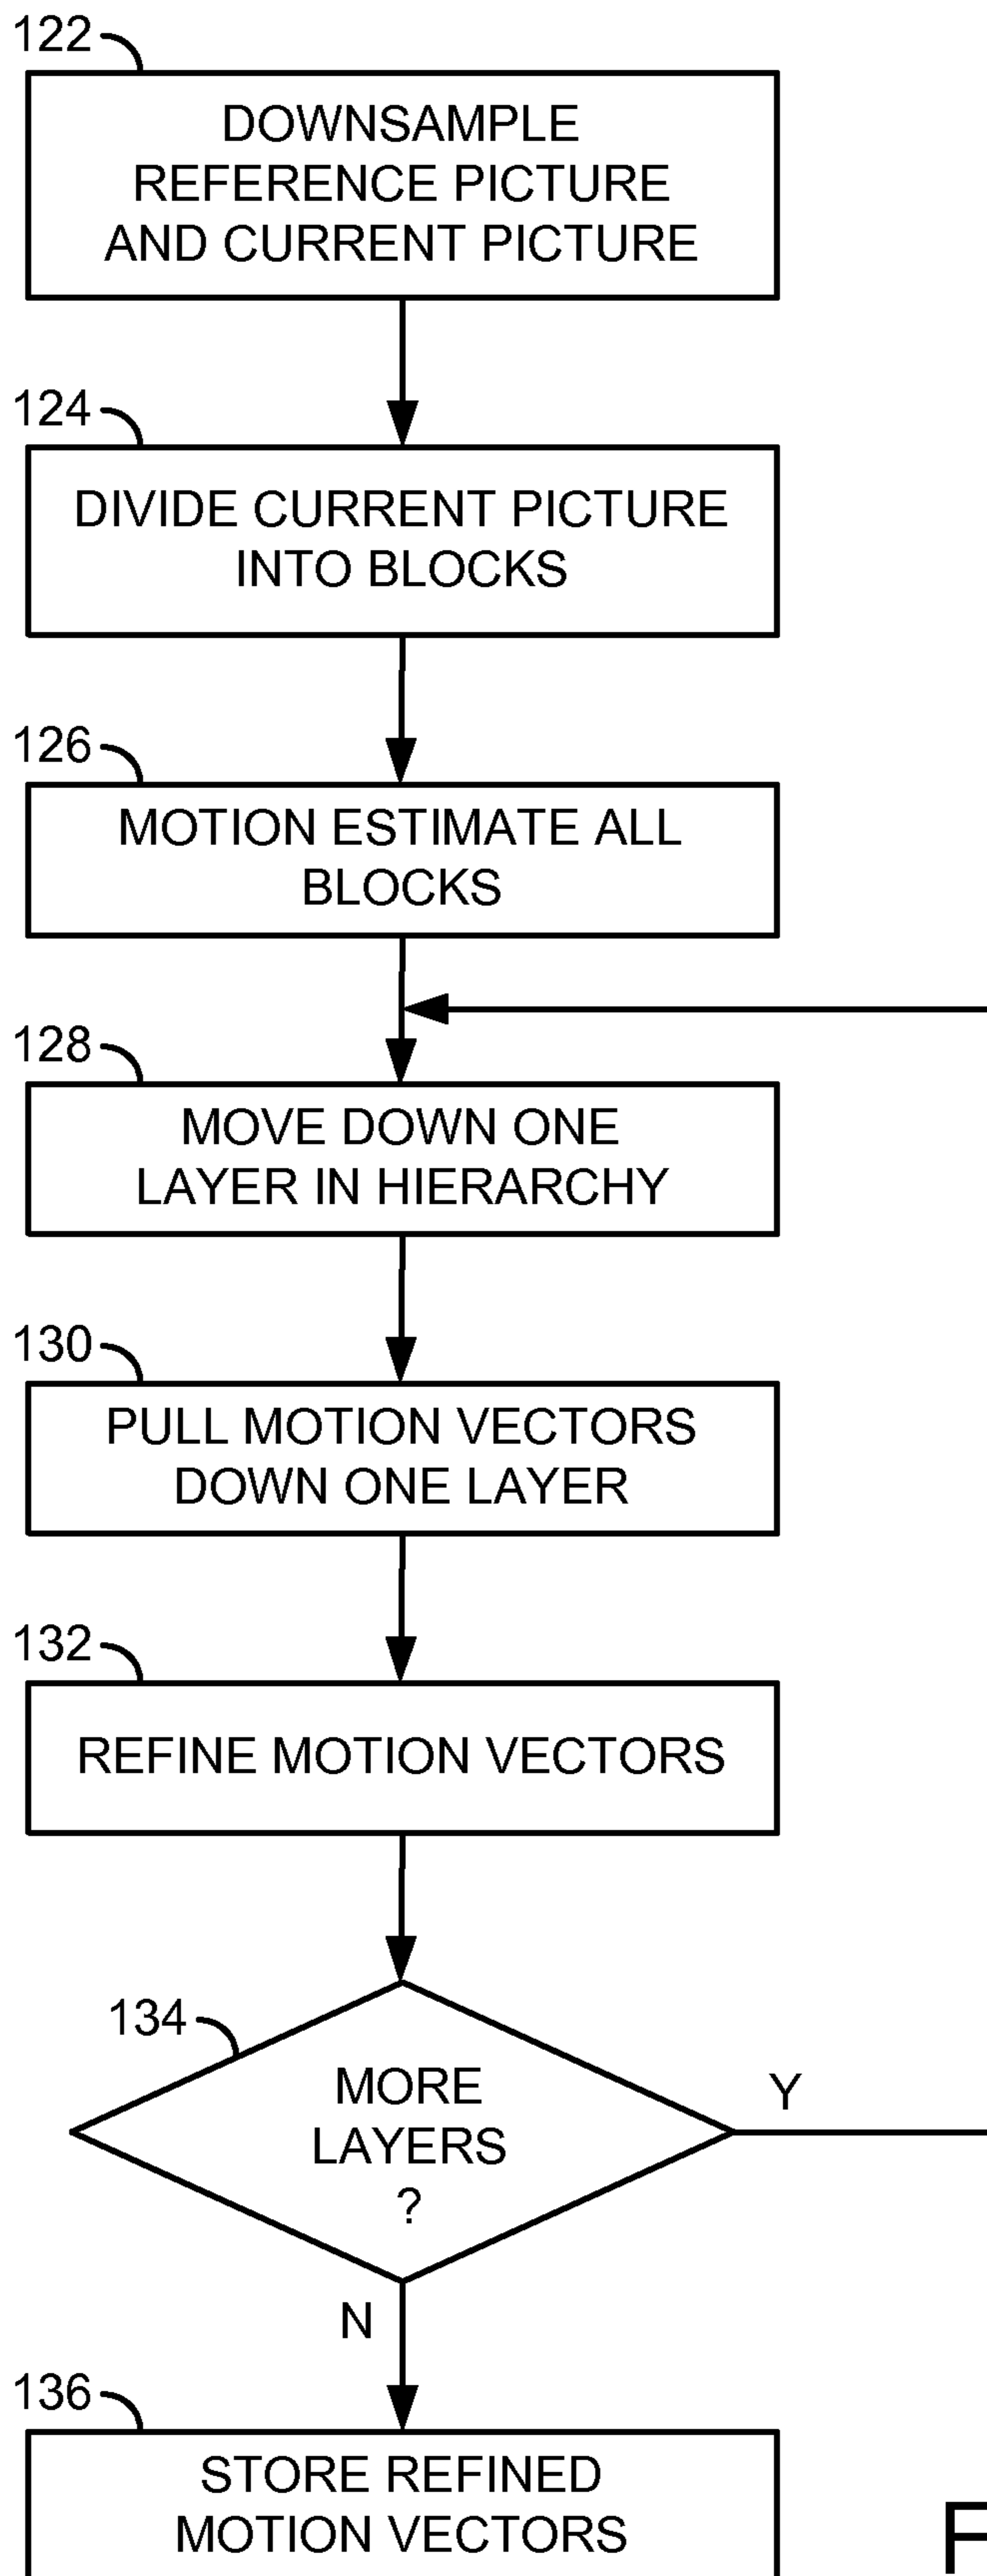 122
DOWNSAMPLE
REFERENCE PICTURE
AND CURRENT PICTURE
124
DIVIDE CURRENT PICTURE
INTO BLOCKS
126
MOTION ESTIMATE ALL
BLOCKS
128
MOVE DOWN ONE
LAYER IN HIERARCHY
130
PULL MOTION VECTORS
DOWN ONE LAYER
132
REFINE MOTION VECTORS
134
MORE
LAYERS
?
Y
N
136
STORE REFINED
MOTION VECTORS